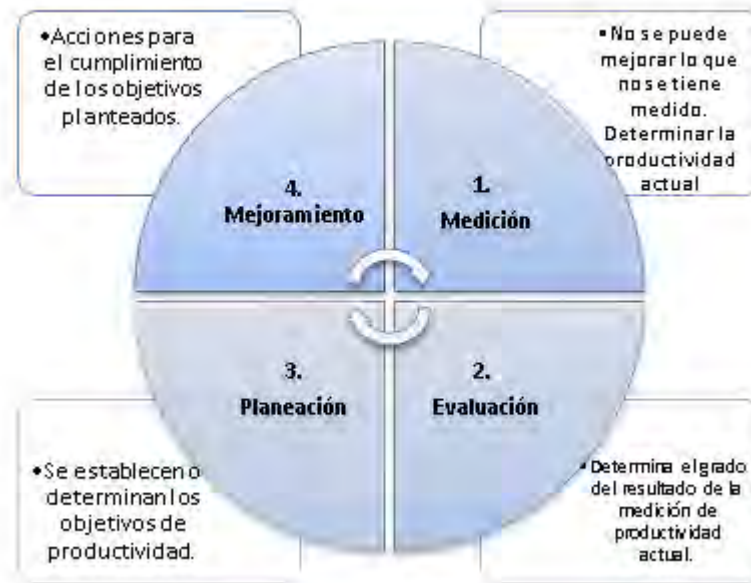 •Acciones para
el cumplimiento
de los objetivos
planteados.
•No se puede
mejorar lo que
no se tiene
medido.
Determinar la
productividad
actual
4.
Mejoramiento
1.
Medición
3.
Planeación
2.
Evaluación
•Se establecen o
determinan los
objetivos de
productividad.
•Determina el grado
del resultado de la
medición de
productividad
actual.